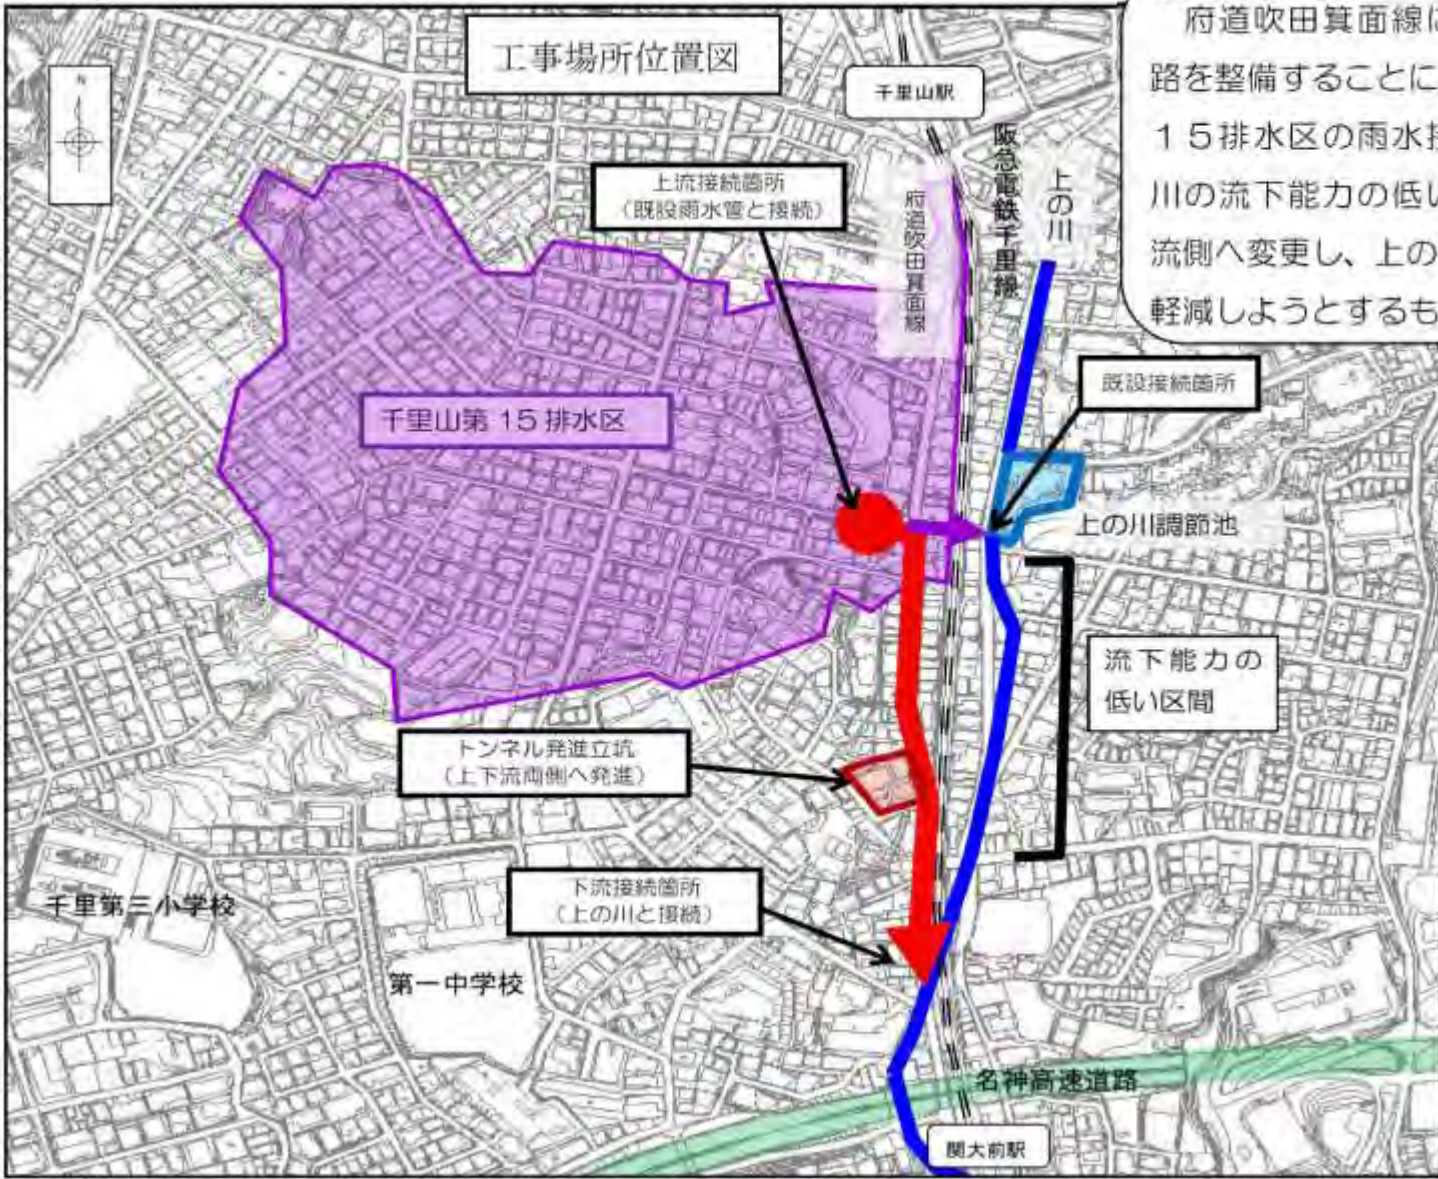 工事場所位置図
N
千里山駅
府道吹田箕面線に
路を整備することに
15排水区の雨水接
川の流下能力の低い
流側へ変更し、上の
軽減しようとするも
阪急電鉄千里線
上の川
府道吹田箕面線
上流接続箇所
(既設雨水管と接続)
既設接続箇所
千里山第15排水区
上の川調節池
流下能力の
低い区間
トンネル発進立坑
(上下流両側へ発進)
下流接続箇所
(上の川と接続)
千里第三小学校
第一中学校
名神高速道路
関大前駅